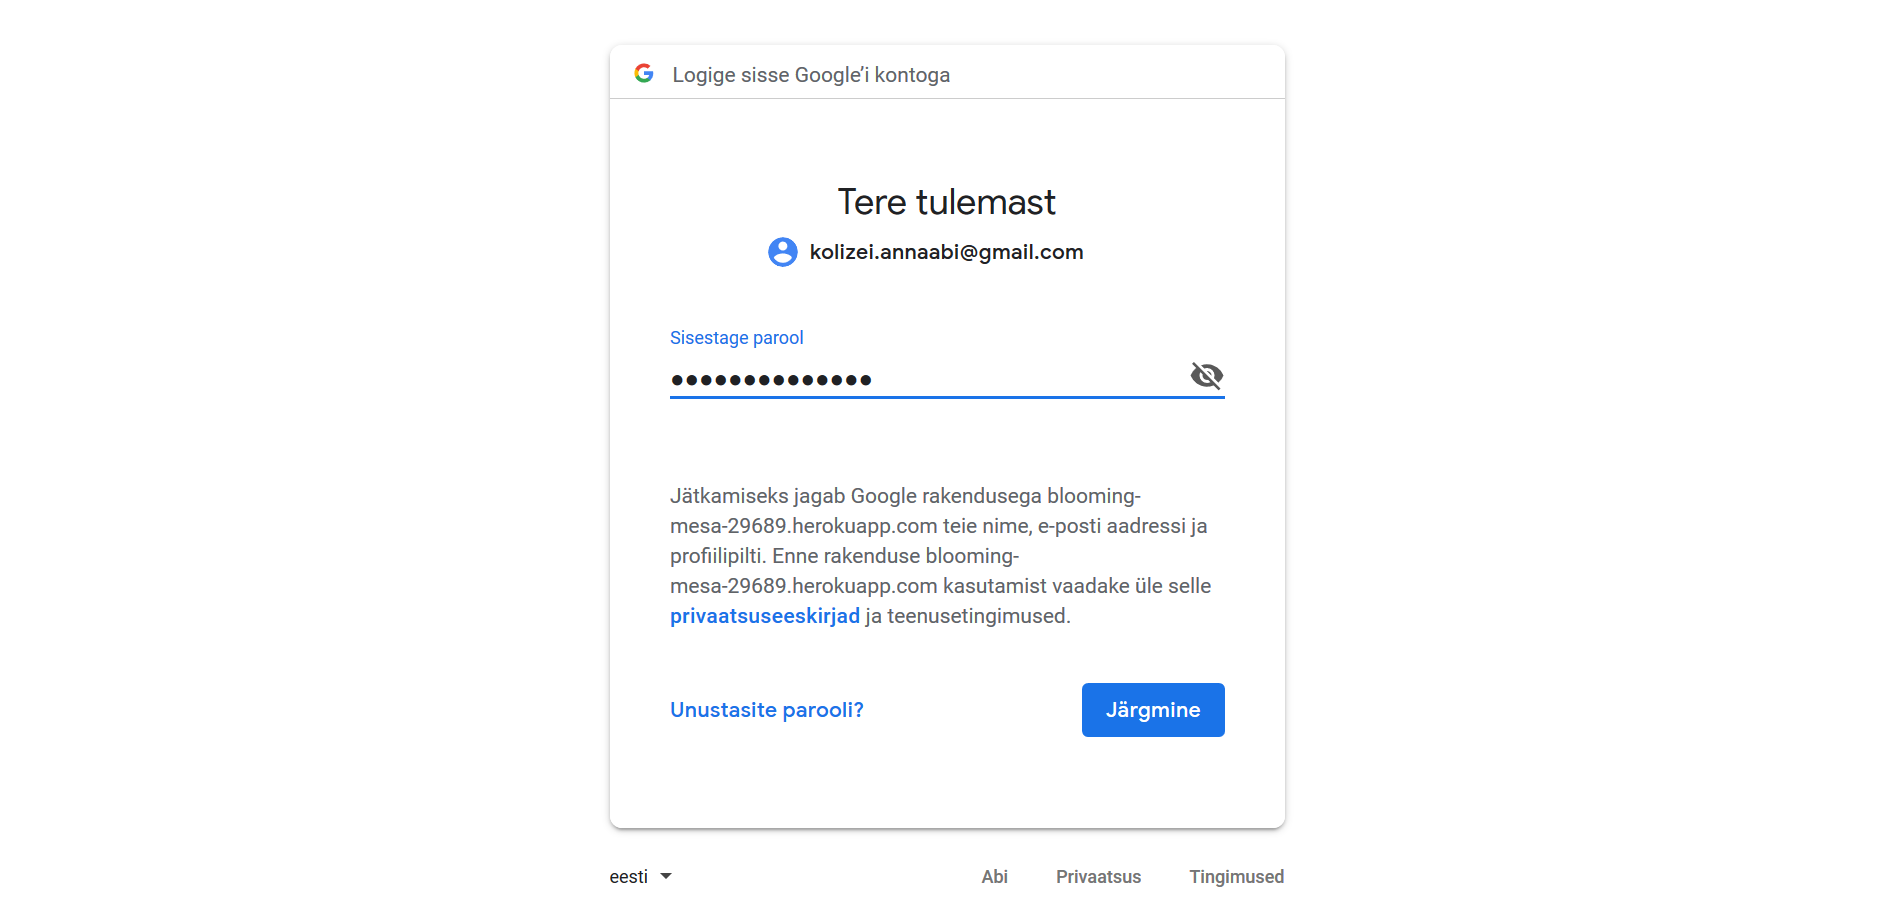 Logige sisse Google’i kontoga
Tere tulemast
kolizei.annaabi@gmail.com
Sisestage parool
●●●●●●●●●●●●●●
Jätkamiseks jagab Google rakendusega blooming-
mesa-29689.herokuapp.com teie nime, e-posti aadressi ja
profiilipilti. Enne rakenduse blooming-
mesa-29689.herokuapp.com kasutamist vaadake üle selle
privaatsuseeskirjad ja teenusetingimused.
Unustasite parooli?
Järgmine
eesti
Abi
Privaatsus
Tingimused